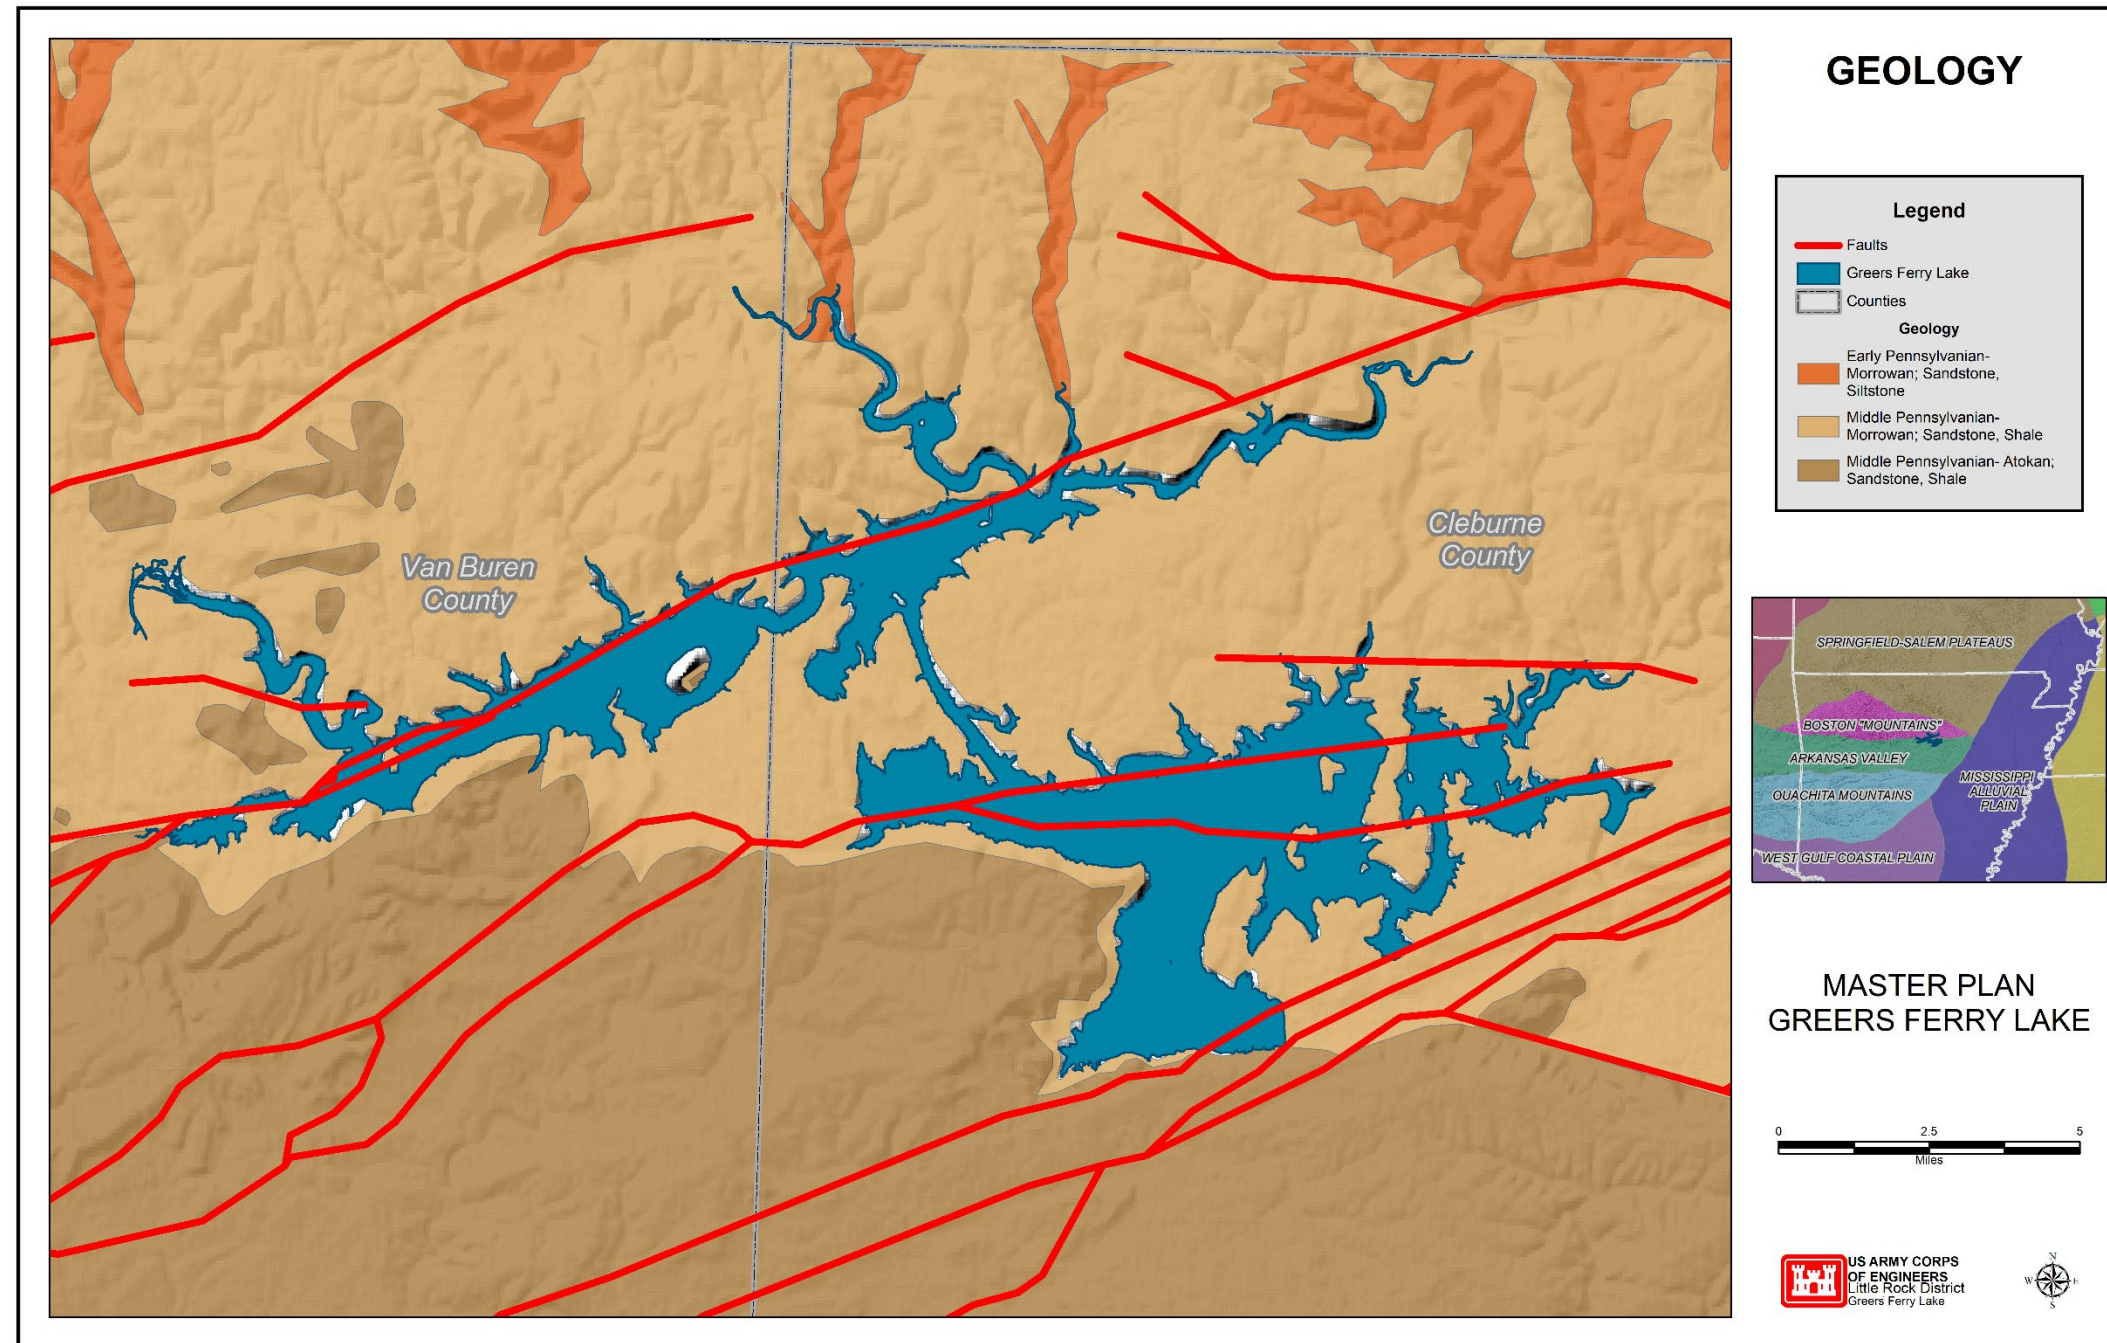 GEOLOGY
Legend
Faults
Greers Ferry Lake
Counties
Geology
Early Pennsylvanian-
Morrowan; Sandstone,
Siltstone
Middle Pennsylvanian-
Morrowan; Sandstone, Shale
Middle Pennsylvanian- Atokan;
Sandstone, Shale
Van Buren
County
Cleburne
County
SPRINGFIELD-SALEM PLATEAUS
BOSTON "MOUNTAINS"
ARKANSAS VALLEY
OUACHITA MOUNTAINS
MISSISSIPPI
ALLUVIAL
PLAIN
WEST GULF COASTAL PLAIN
MASTER PLAN
GREERS FERRY LAKE
0 2.5 5
Miles
US ARMY CORPS
OF ENGINEERS
Little Rock District
Greers Ferry Lake
N
W E
S